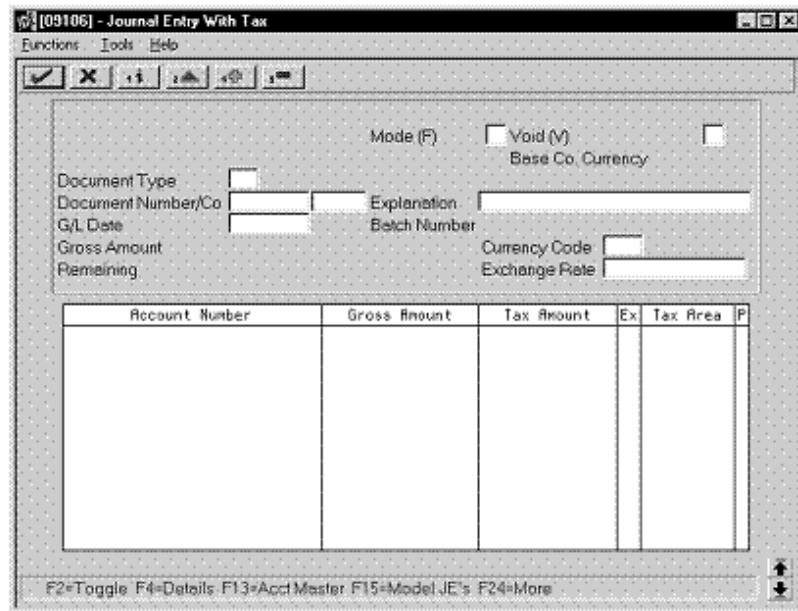 [09106] - Journal Entry With Tax
Functions Tools Help
Mode (F) Void (V)
Base Co. Currency
Document Type
Document Number/Co Explanation
G/L Date Batch Number
Gross Amount Currency Code
Remaining Exchange Rate
Account Number Gross Amount Tax Amount Ex Tax Area P
F2=Toggle F4=Details F13=Acct Master F15=Model JE's F24=More